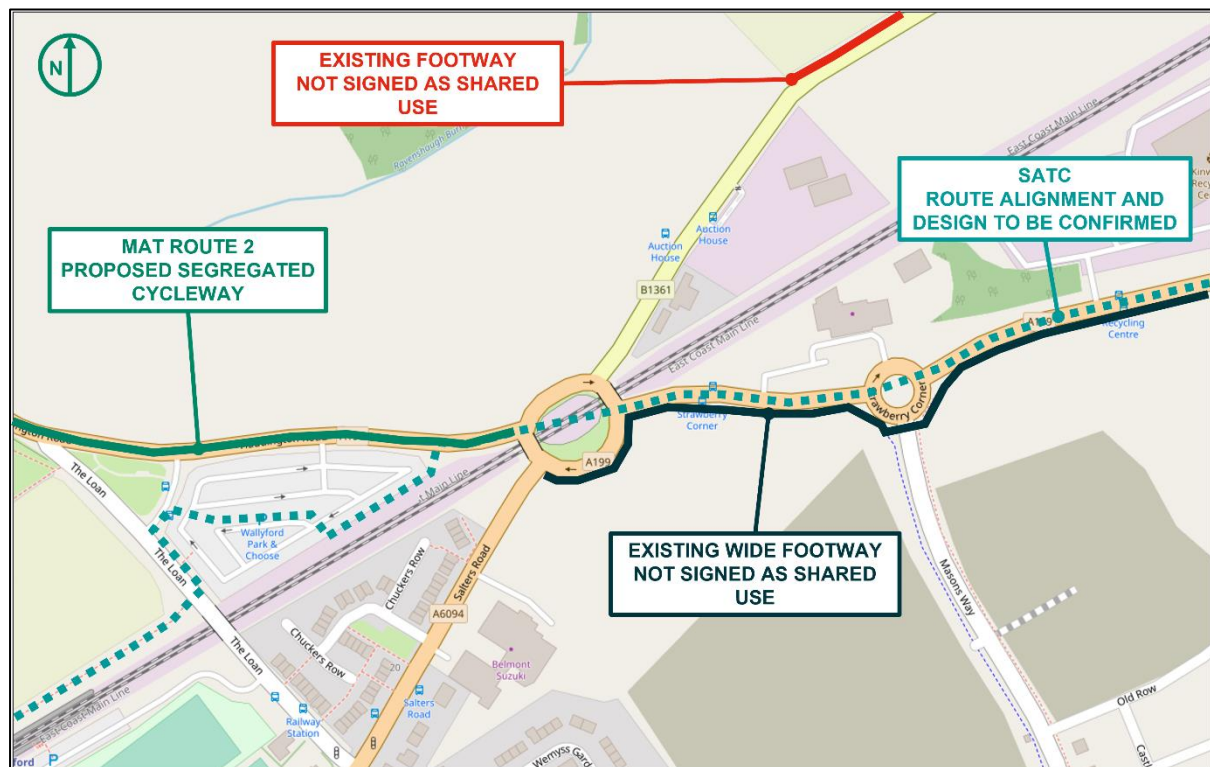 N
EXISTING FOOTWAY
NOT SIGNED AS SHARED
USE
East Coast Main Line
SATC
ROUTE ALIGNMENT AND
DESIGN TO BE CONFIRMED
MAT ROUTE 2
PROPOSED SEGREGATED
CYCLEWAY
Auction
House
Auction
House
B1361
East Coast Main Line
Recycling
Centre
Strawberry
Corner
Strawberry Corner
A199
The Loan
Wallyford
Park &
Choose
The Loan
EXISTING WIDE FOOTWAY
NOT SIGNED AS SHARED
USE
Chuckers Row
Salters Road
A6094
Chuckers Row
The Loan
20
Belmont
Suzuki
Masons Way
East Coast Main Line
Railway
Station
Salters
Road
Old Row
P